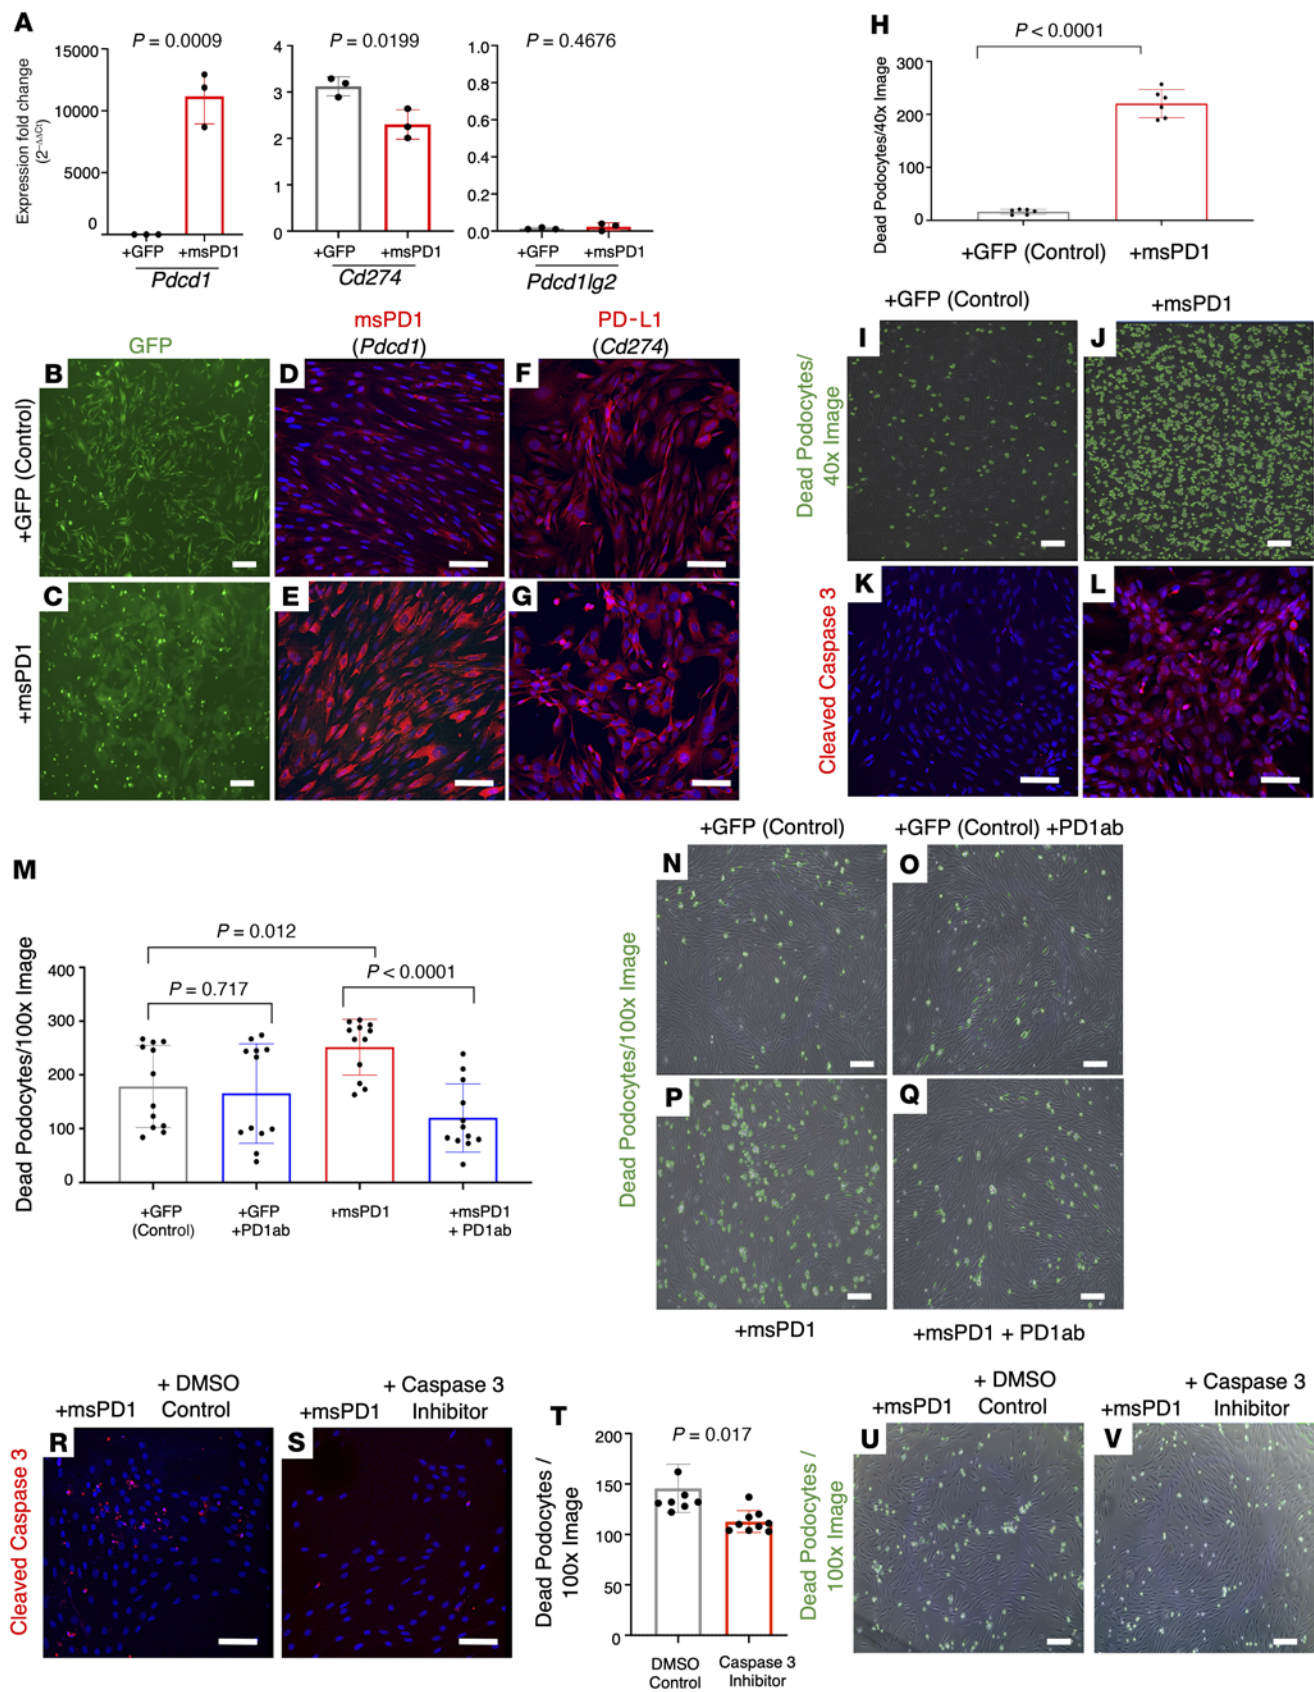 A
P = 0.0009
P = 0.0199
P = 0.4676
Expression fold change
(2^-ΔΔCt)
15000
10000
5000
0
4
3
2
1
0
1.0
0.8
0.6
0.4
0.2
0.0
+GFP +msPD1
+GFP +msPD1
+GFP +msPD1
Pdcd1
Cd274
Pdcd1lg2
H
P < 0.0001
Dead Podocytes/40x Image
300
200
100
0
+GFP (Control) +msPD1
GFP
msPD1
(Pdcd1)
PD-L1
(Cd274)
+GFP (Control)
+msPD1
B
D
F
C
E
G
+GFP (Control)
+msPD1
Dead Podocytes/
40x Image
I
J
Cleaved Caspase 3
K
L
M
Dead Podocytes/100x Image
P = 0.012
P = 0.717
P < 0.0001
400
300
200
100
0
+GFP
(Control)
+GFP
+PD1ab
+msPD1
+msPD1
+ PD1ab
+GFP (Control)
+GFP (Control) +PD1ab
Dead Podocytes/100x Image
N
O
P
Q
+msPD1
+msPD1 + PD1ab
+msPD1
+ DMSO
Control
+msPD1
+ Caspase 3
Inhibitor
Cleaved Caspase 3
R
S
T
P = 0.017
Dead Podocytes /
100x Image
200
150
100
50
0
DMSO
Control
Caspase 3
Inhibitor
+msPD1
+ DMSO
Control
+msPD1
+ Caspase 3
Inhibitor
Dead Podocytes /
100x Image
U
V